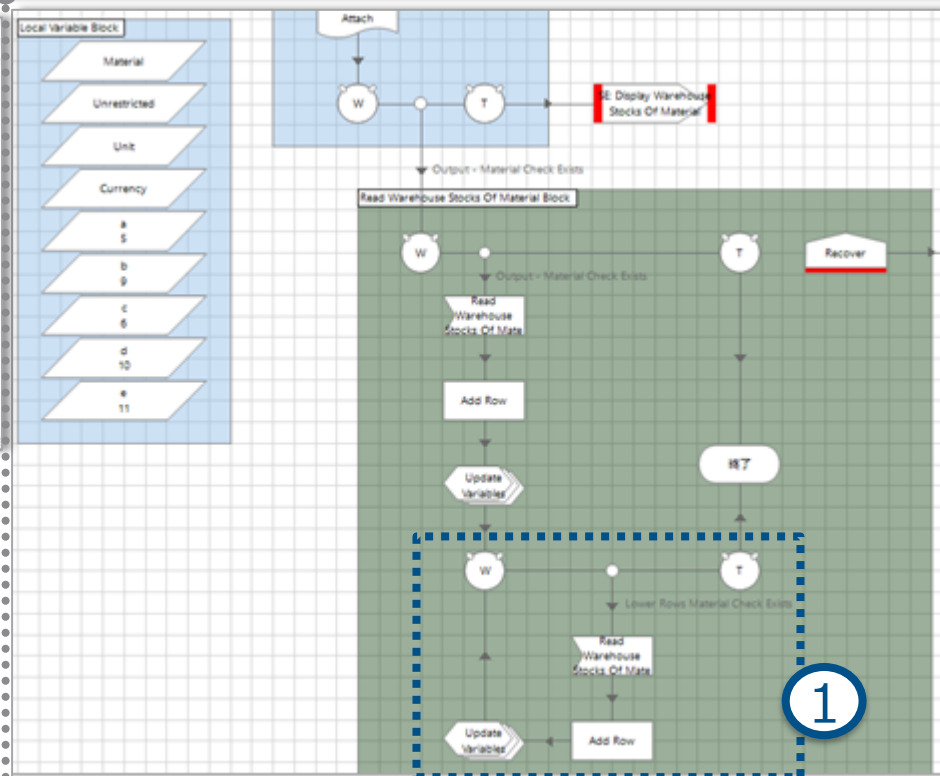 Local Variable Block
Material
Unrestricted
Unit
Currency
a
5
b
9
c
6
d
10
e
11
Attach
W
T
SE: Display Warehouse
Stocks Of Material
Output - Material Check Exists
Read Warehouse Stocks Of Material Block
W
T
Recover
Output - Material Check Exists
Read
Warehouse
Stocks Of Mate
Add Row
Update
Variables
終了
W
T
Lower Rows Material Check Exists
Read
Warehouse
Stocks Of Mate
Update
Variables
Add Row
1